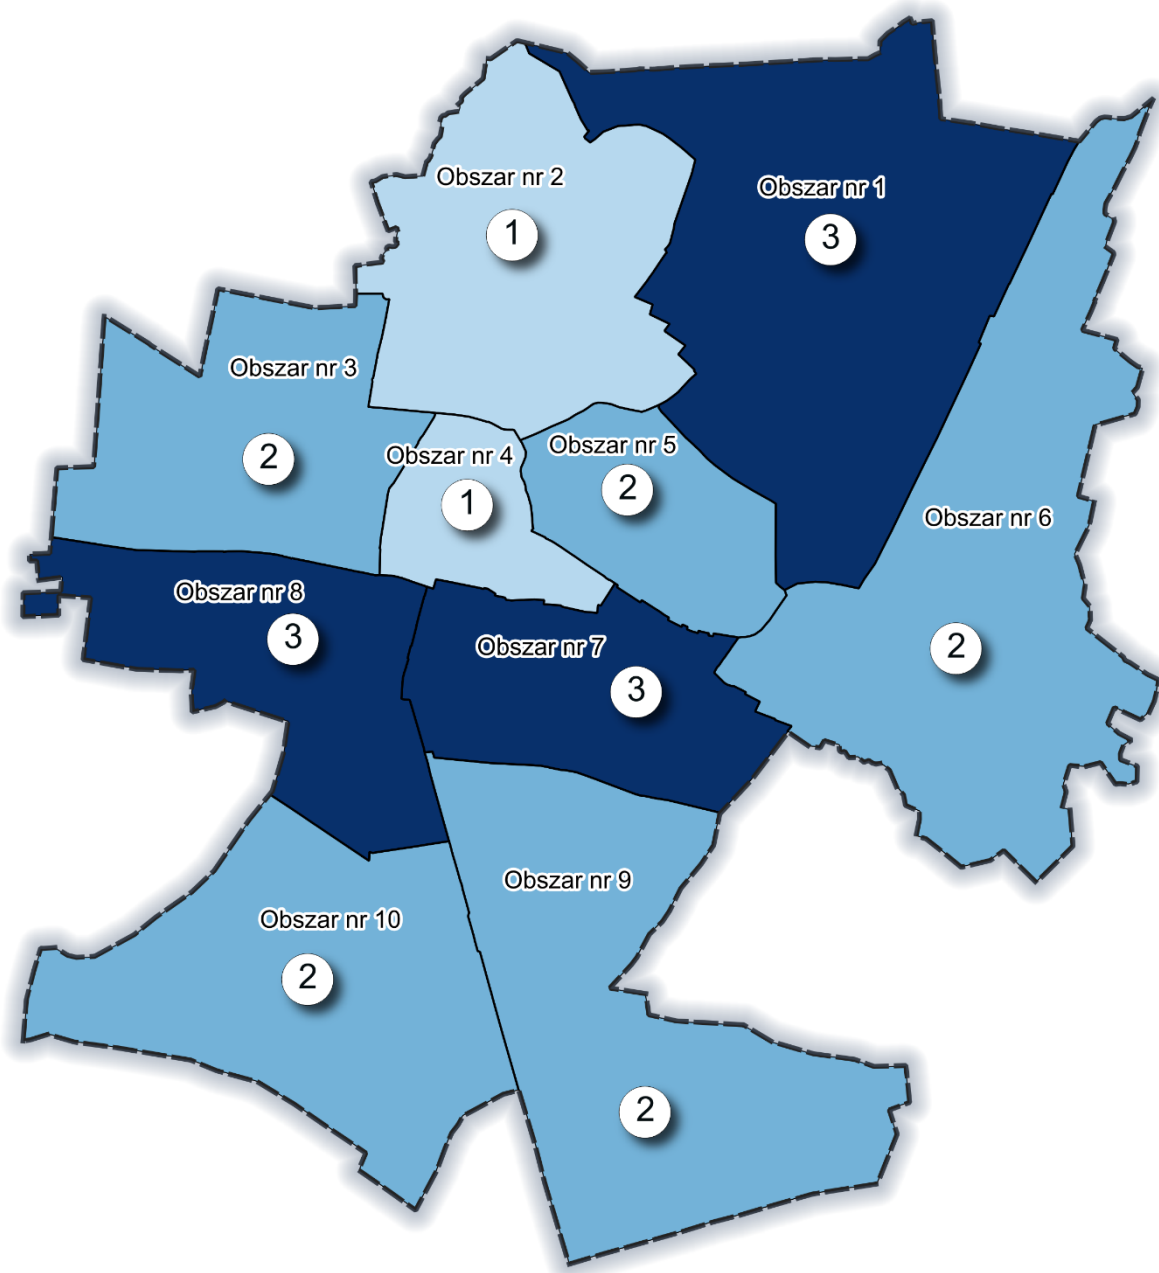 Obszar nr 2
1
Obszar nr 1
3
Obszar nr 3
2
Obszar nr 4
1
Obszar nr 5
2
Obszar nr 6
2
Obszar nr 8
3
Obszar nr 7
3
Obszar nr 9
2
Obszar nr 10
2